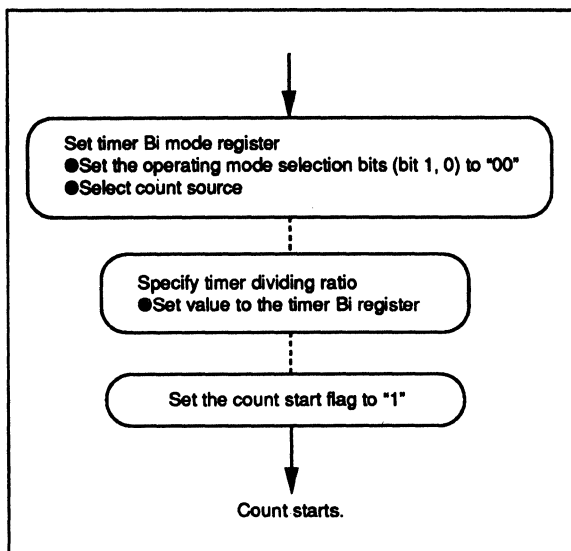 Set timer Bi mode register
●Set the operating mode selection bits (bit 1, 0) to "00"
●Select count source
Specify timer dividing ratio
●Set value to the timer Bi register
Set the count start flag to "1"
Count starts.